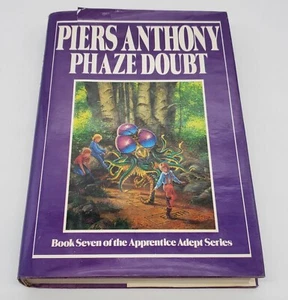 PIERS ANTHONY
PHAZE DOUBT
Book Seven of the Apprentice Adept Series